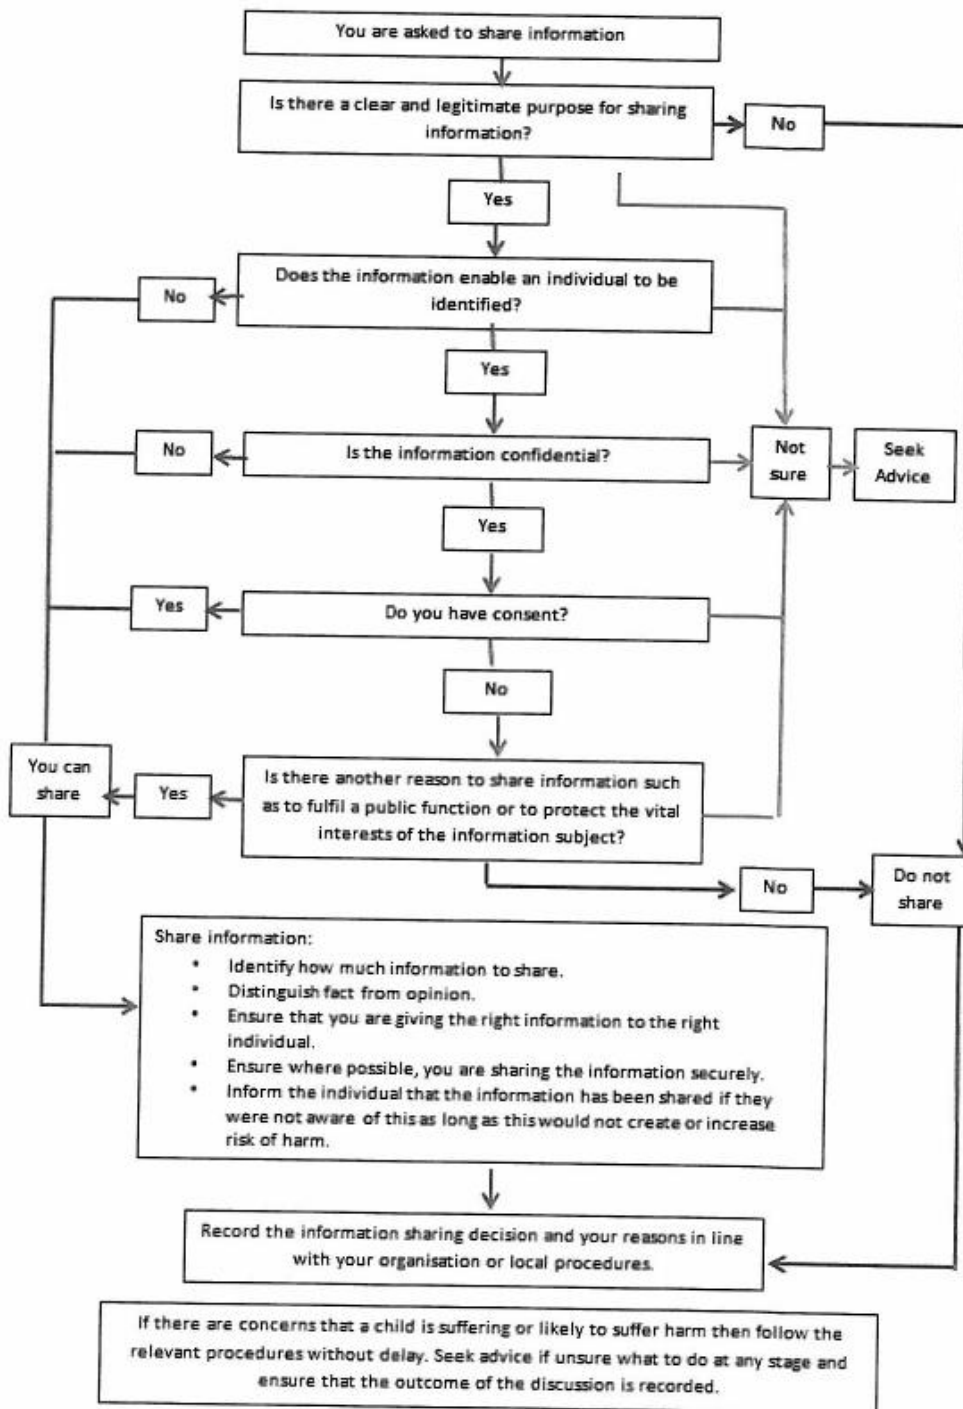 You are asked to share information
Is there a clear and legitimate purpose for sharing
information?
No
Yes
Does the information enable an individual to be
identified?
No
Yes
Is the information confidential?
No
Not
sure
Seek
Advice
Yes
Do you have consent?
Yes
No
Is there another reason to share information such
as to fulfil a public function or to protect the vital
interests of the information subject?
Yes
You can
share
No
Do not
share
Share information:
• Identify how much information to share.
• Distinguish fact from opinion.
• Ensure that you are giving the right information to the right
individual.
• Ensure where possible, you are sharing the information securely.
• Inform the individual that the information has been shared if they
were not aware of this as long as this would not create or increase
risk of harm.
Record the information sharing decision and your reasons in line
with your organisation or local procedures.
If there are concerns that a child is suffering or likely to suffer harm then follow the
relevant procedures without delay. Seek advice if unsure what to do at any stage and
ensure that the outcome of the discussion is recorded.